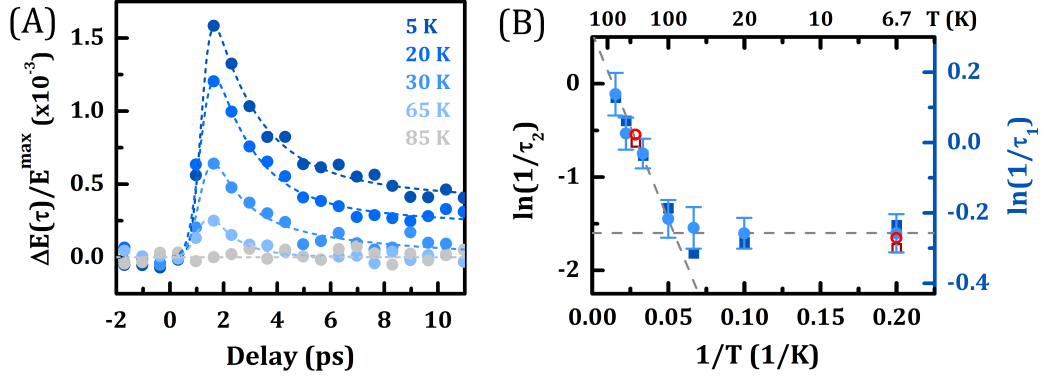 (A)
ΔE(τ)/E^max (x10^-3)
1.5
1.0
0.5
0.0
5 K
20 K
30 K
65 K
85 K
-2 0 2 4 6 8 10
Delay (ps)
(B)
100 100 20 10 6.7 T (K)
ln(1/τ₂)
0
-1
-2
0.2
0.0
-0.2
-0.4
ln(1/τ₁)
0.00 0.05 0.10 0.15 0.20
1/T (1/K)